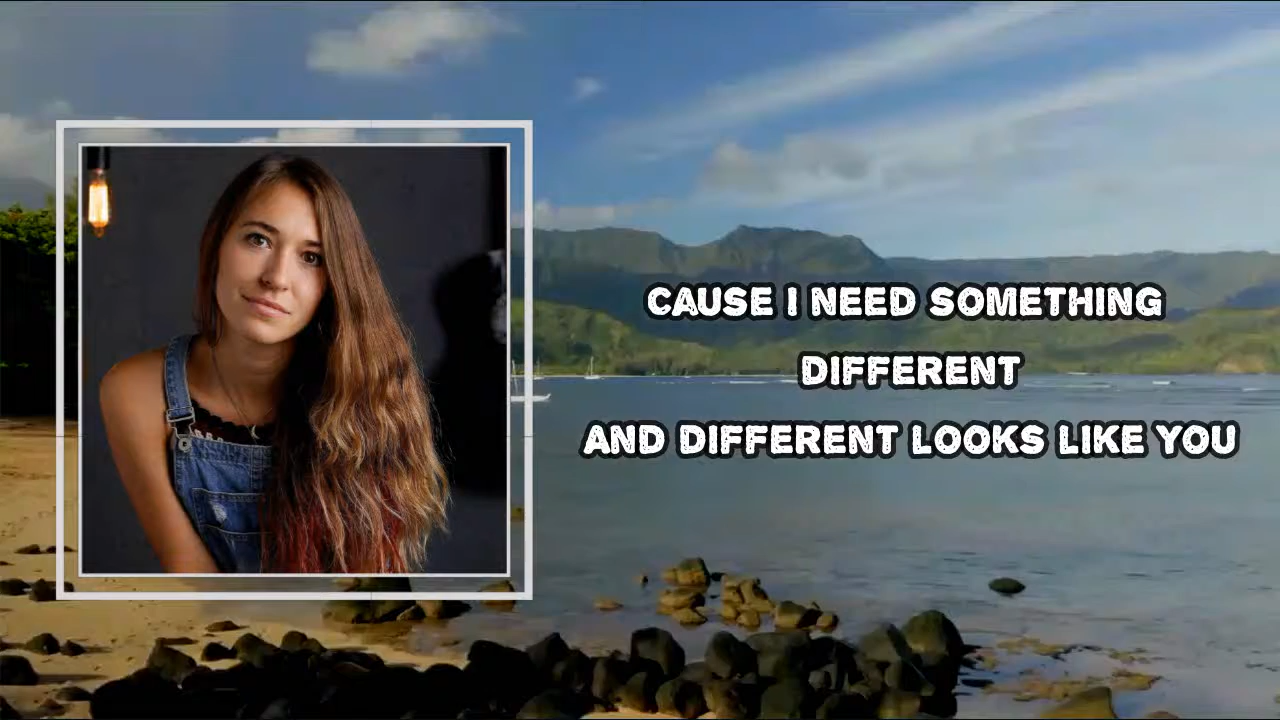 CAUSE I NEED SOMETHING
DIFFERENT
AND DIFFERENT LOOKS LIKE YOU